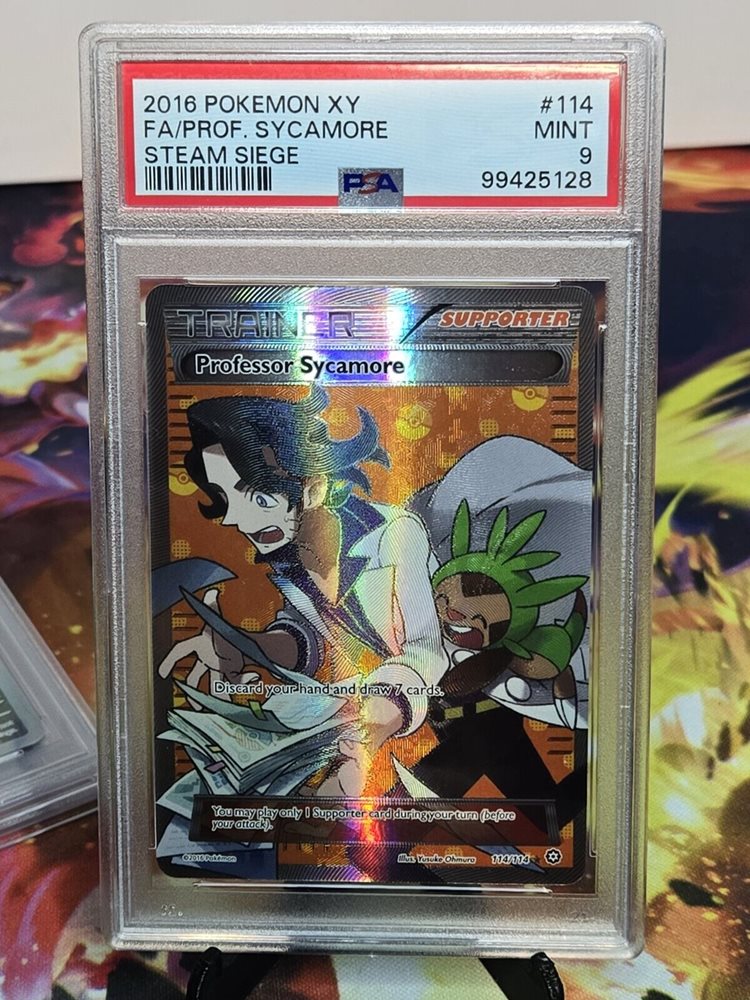 2016 POKEMON XY #114
FA/PROF. SYCAMORE MINT
STEAM SIEGE 9
PSA 99425128
TRAINER SUPPORTER
Professor Sycamore
Discard your hand and draw 7 cards.
You may play only 1 Supporter card during your turn (before
your attack).
©2016 Pokémon Illus. Yusuke Ohmura 114/114